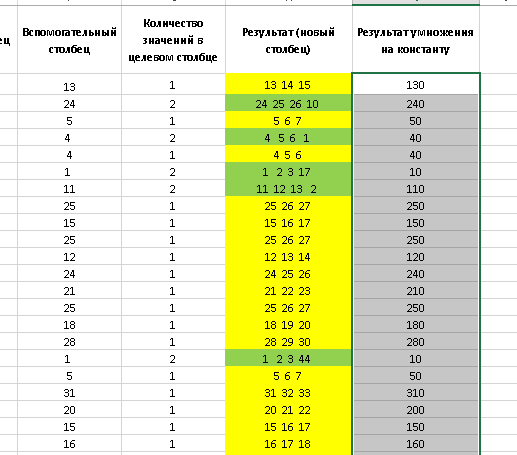 ец Вспомогательный столбец Количество значений в целевом столбце Результат (новый столбец) Результат умножения на константу
13 1 13 14 15 130
24 2 24 25 26 10 240
5 1 5 6 7 50
4 2 4 5 6 1 40
4 1 4 5 6 40
1 2 1 2 3 17 10
11 2 11 12 13 2 110
25 1 25 26 27 250
15 1 15 16 17 150
25 1 25 26 27 250
12 1 12 13 14 120
24 1 24 25 26 240
21 1 21 22 23 210
25 1 25 26 27 250
18 1 18 19 20 180
28 1 28 29 30 280
1 2 1 2 3 44 10
5 1 5 6 7 50
31 1 31 32 33 310
20 1 20 21 22 200
15 1 15 16 17 150
16 1 16 17 18 160